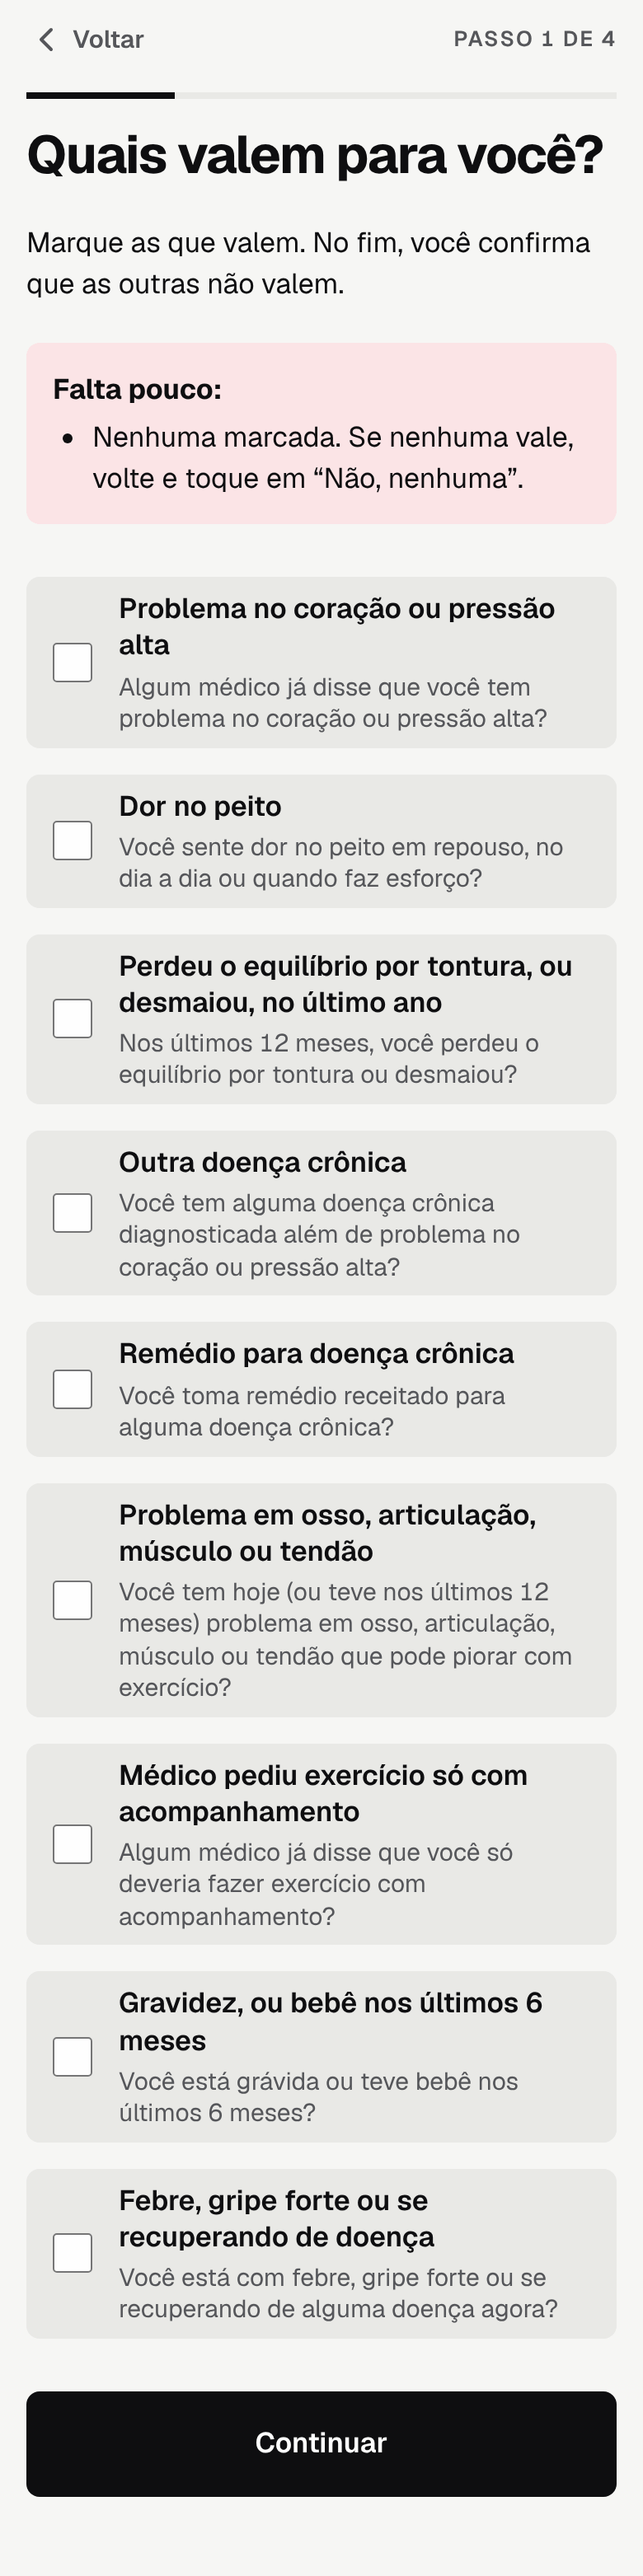 Voltar
PASSO 1 DE 4
Quais valem para você?
Marque as que valem. No fim, você confirma
que as outras não valem.
Falta pouco:
• Nenhuma marcada. Se nenhuma vale,
volte e toque em “Não, nenhuma”.
Problema no coração ou pressão
alta
Algum médico já disse que você tem
problema no coração ou pressão alta?
Dor no peito
Você sente dor no peito em repouso, no
dia a dia ou quando faz esforço?
Perdeu o equilíbrio por tontura, ou
desmaiou, no último ano
Nos últimos 12 meses, você perdeu o
equilíbrio por tontura ou desmaiou?
Outra doença crônica
Você tem alguma doença crônica
diagnosticada além de problema no
coração ou pressão alta?
Remédio para doença crônica
Você toma remédio receitado para
alguma doença crônica?
Problema em osso, articulação,
músculo ou tendão
Você tem hoje (ou teve nos últimos 12
meses) problema em osso, articulação,
músculo ou tendão que pode piorar com
exercício?
Médico pediu exercício só com
acompanhamento
Algum médico já disse que você só
deveria fazer exercício com
acompanhamento?
Gravidez, ou bebê nos últimos 6
meses
Você está grávida ou teve bebê nos
últimos 6 meses?
Febre, gripe forte ou se
recuperando de doença
Você está com febre, gripe forte ou se
recuperando de alguma doença agora?
Continuar